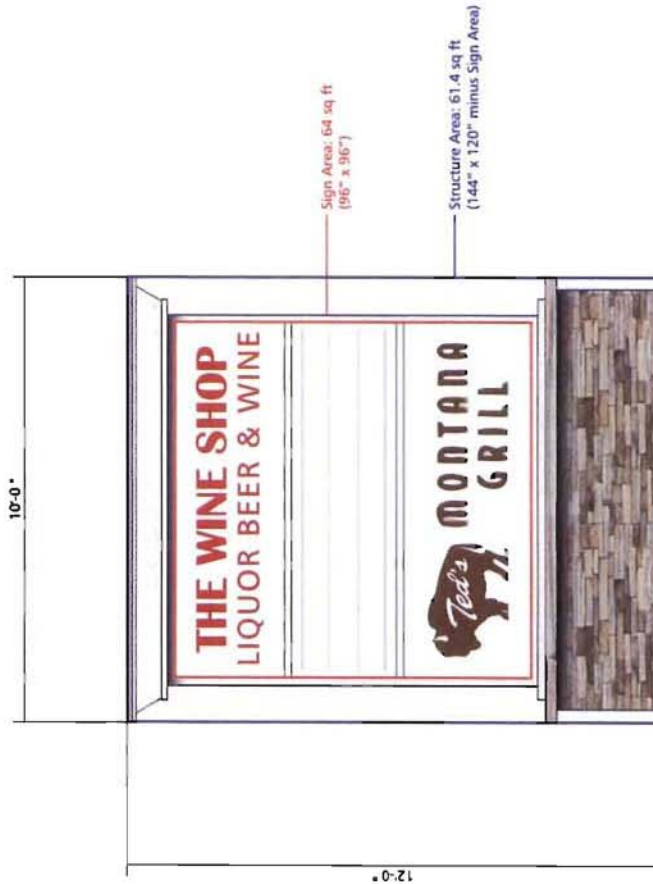 10'-0"
THE WINE SHOP
LIQUOR BEER & WINE
Ted's
MONTANA
GRILL
Sign Area: 64 sq ft
(96" x 96")
Structure Area: 61.4 sq ft
(144" x 120" minus Sign Area)
12'-0"